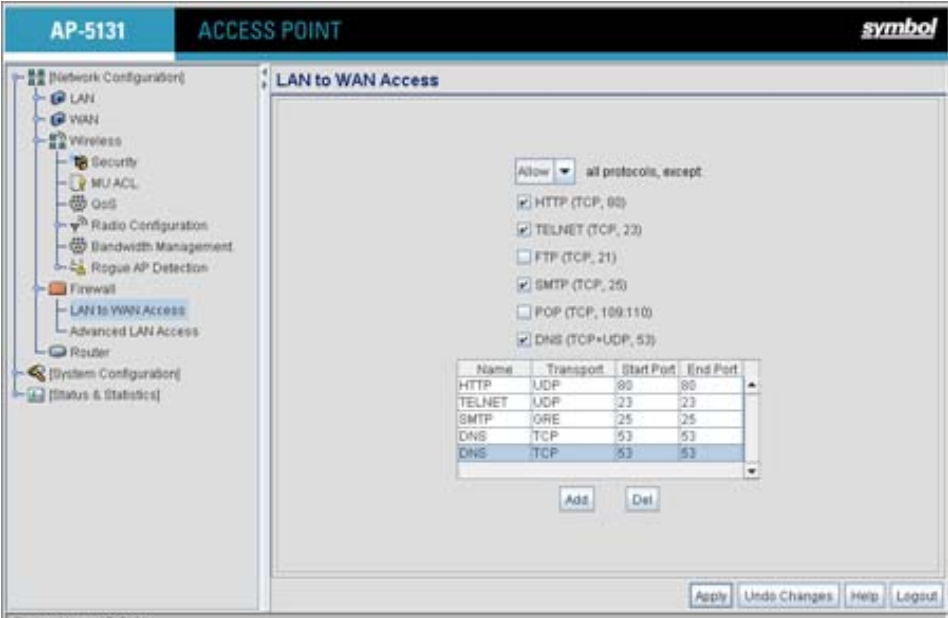 AP-5131 ACCESS POINT symbol
[Network Configuration]
LAN
WAN
Wireless
Security
MU ACL
QoS
Radio Configuration
Bandwidth Management
Rogue AP Detection
Firewall
LAN to WAN Access
Advanced LAN Access
Router
[System Configuration]
[Status & Statistics]
LAN to WAN Access
Allow all protocols, except:
HTTP (TCP, 80)
TELNET (TCP, 23)
FTP (TCP, 21)
SMTP (TCP, 25)
POP (TCP, 109:110)
DNS (TCP+UDP, 53)
Name Transport Start Port End Port
HTTP UDP 80 80
TELNET UDP 23 23
SMTP GRE 25 25
DNS TCP 53 53
DNS TCP 53 53
Add Del
Apply Undo Changes Help Logout